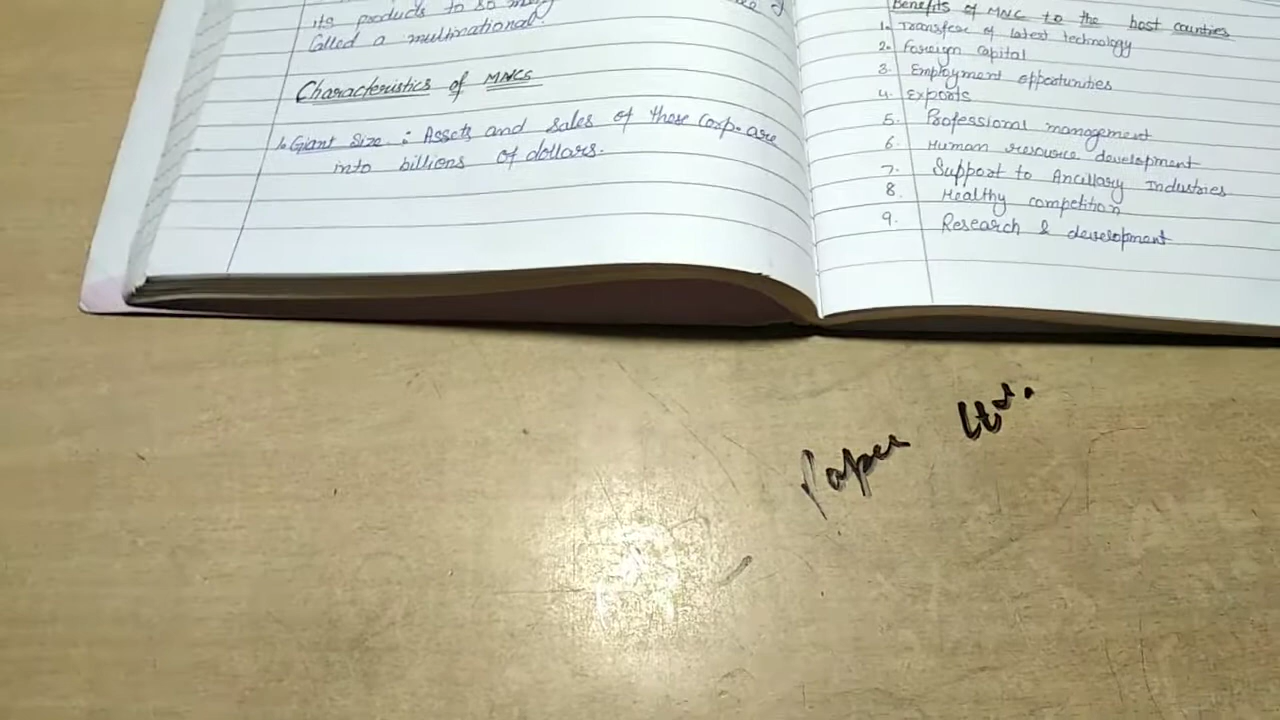 its products to so many
Called a multinational.
Characteristics of MNCS
1. Giant Size : Assets and sales of these Corp. are
into billions of dollars.
Benefits of MNC to the host countries
1. Transfer of latest technology
2. Foreign Capital
3. Employment opportunities
4. Exports
5. Professional management
6. Human resource development
7. Support to Ancillary Industries
8. Healthy competition
9. Research & development
Paper Ltd.